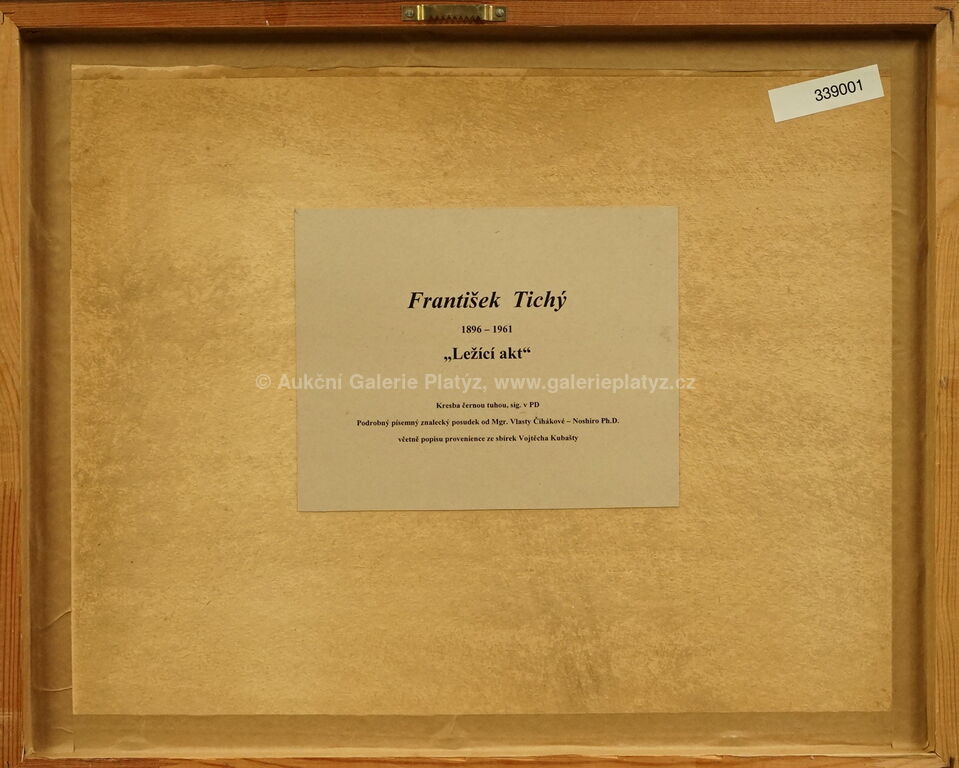 339001
František Tichý
1896 – 1961
„Ležící akt“
© Aukční Galerie Platýz, www.galerieplatyz.cz
Kresba černou tuhou, sig. v PD
Podrobný písemný znalecký posudek od Mgr. Vlasty Čihákové – Noshiro Ph.D.
včetně popisu provenience ze sbírek Vojtěcha Kubašty